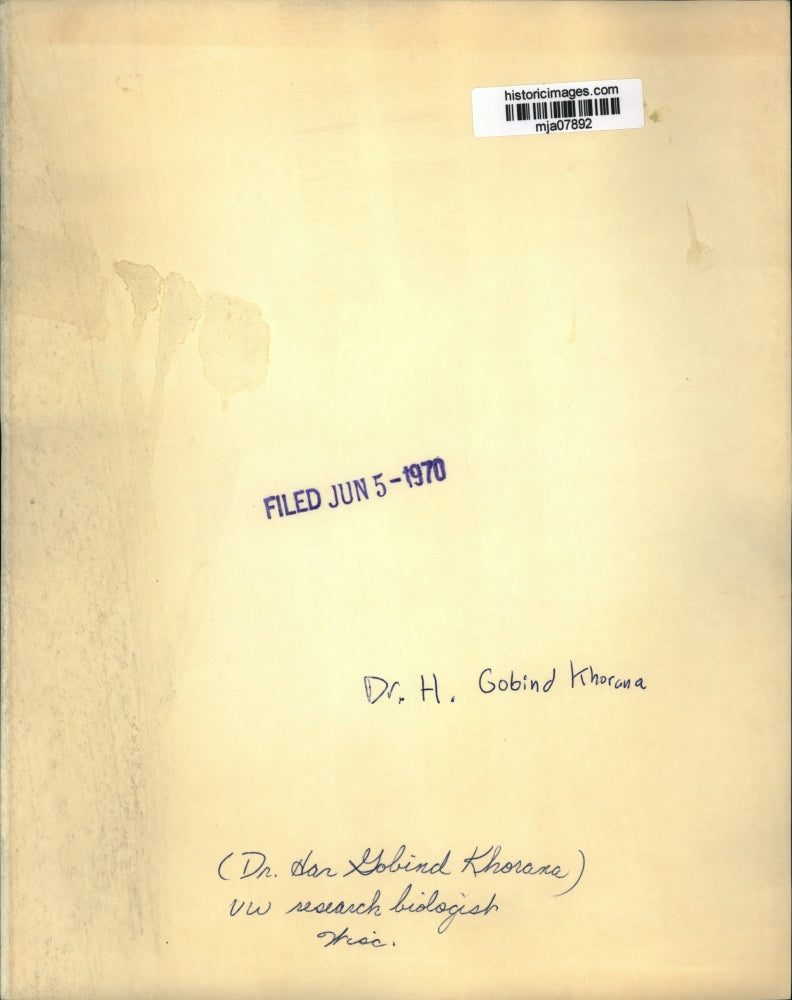 historicimages.com
mja07892
FILED JUN 5-1970
Dr. H. Gobind Khorana
(Dr. Har Gobind Khorana)
UW research biologist
Wisc.